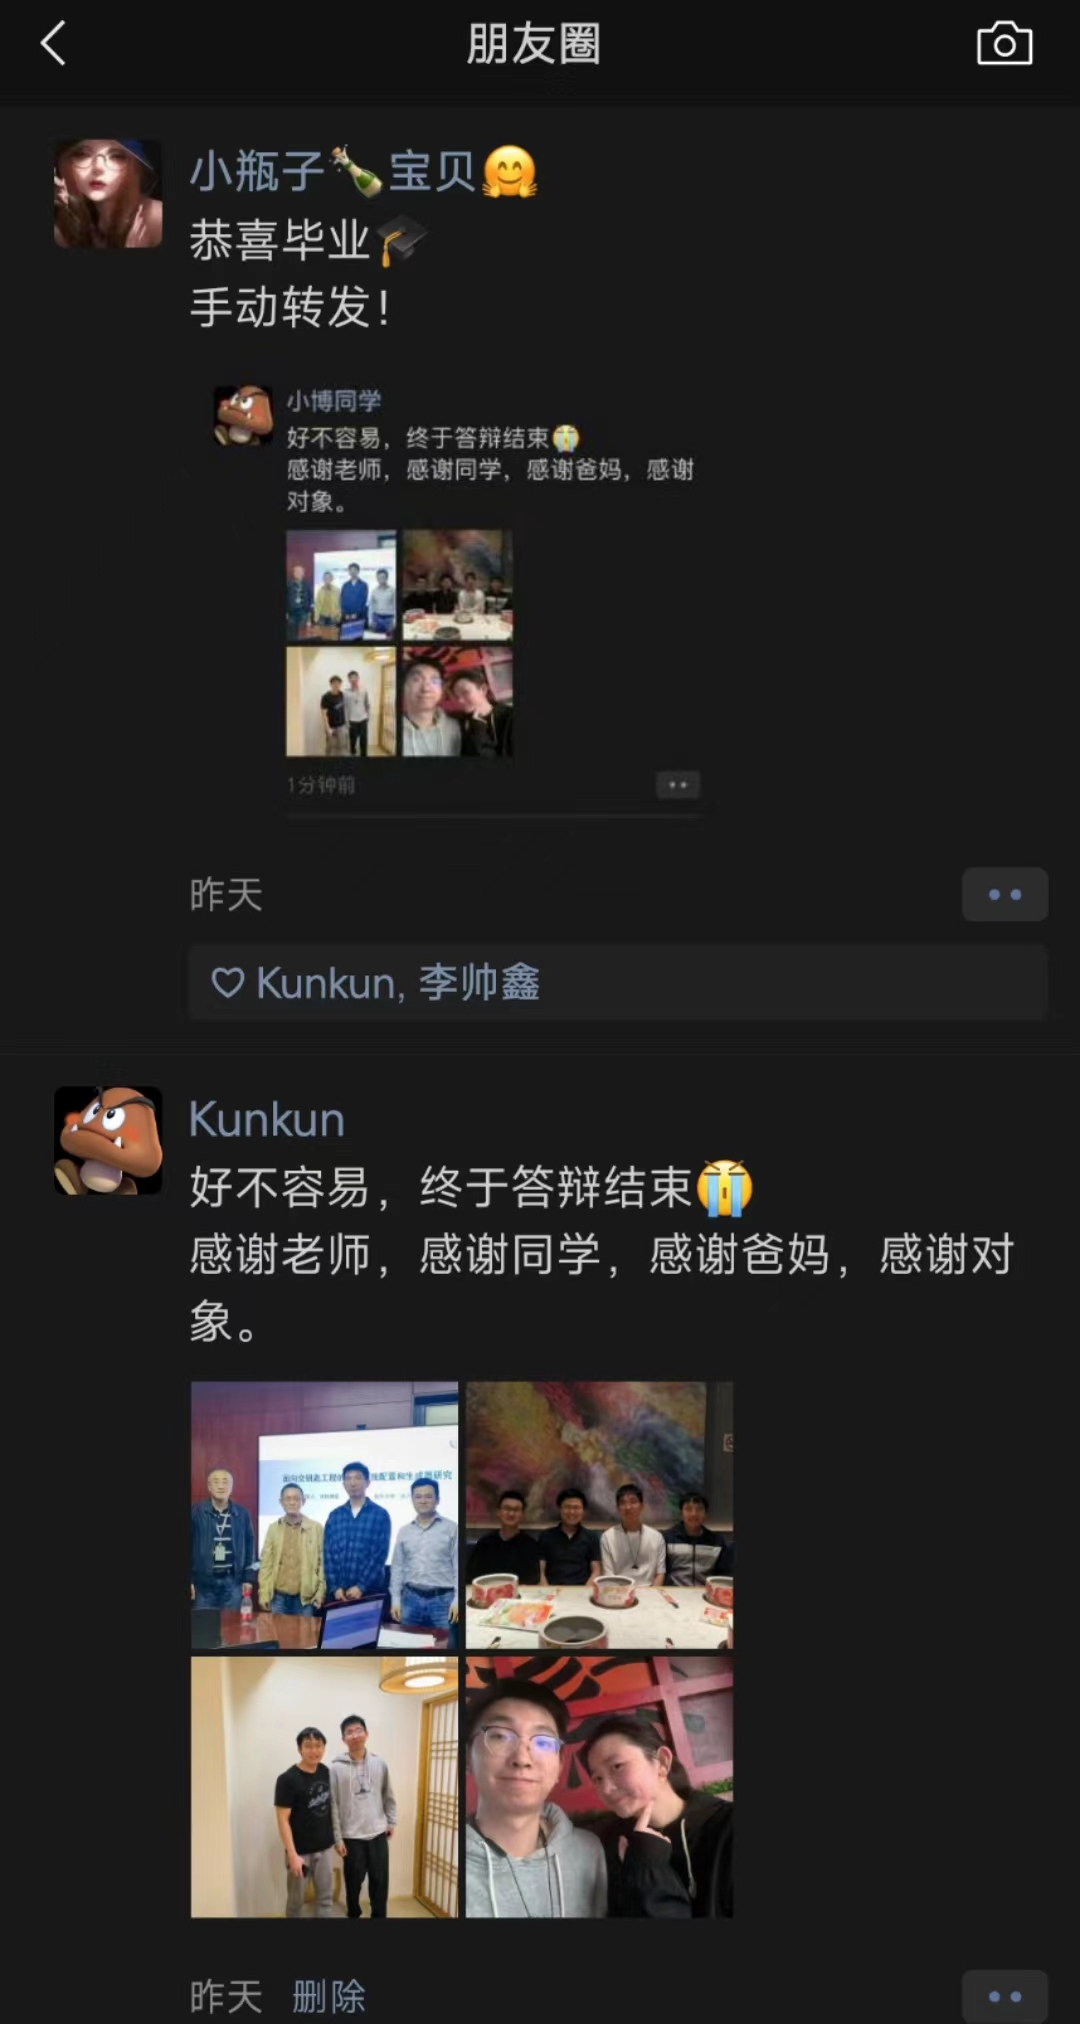 朋友圈
小瓶子🍾宝贝🤗
恭喜毕业🎓
手动转发!
小博同学
好不容易，终于答辩结束😭
感谢老师，感谢同学，感谢爸妈，感谢
对象。
1分钟前
昨天
♡ Kunkun, 李帅鑫
Kunkun
好不容易，终于答辩结束😭
感谢老师，感谢同学，感谢爸妈，感谢对
象。
昨天 删除